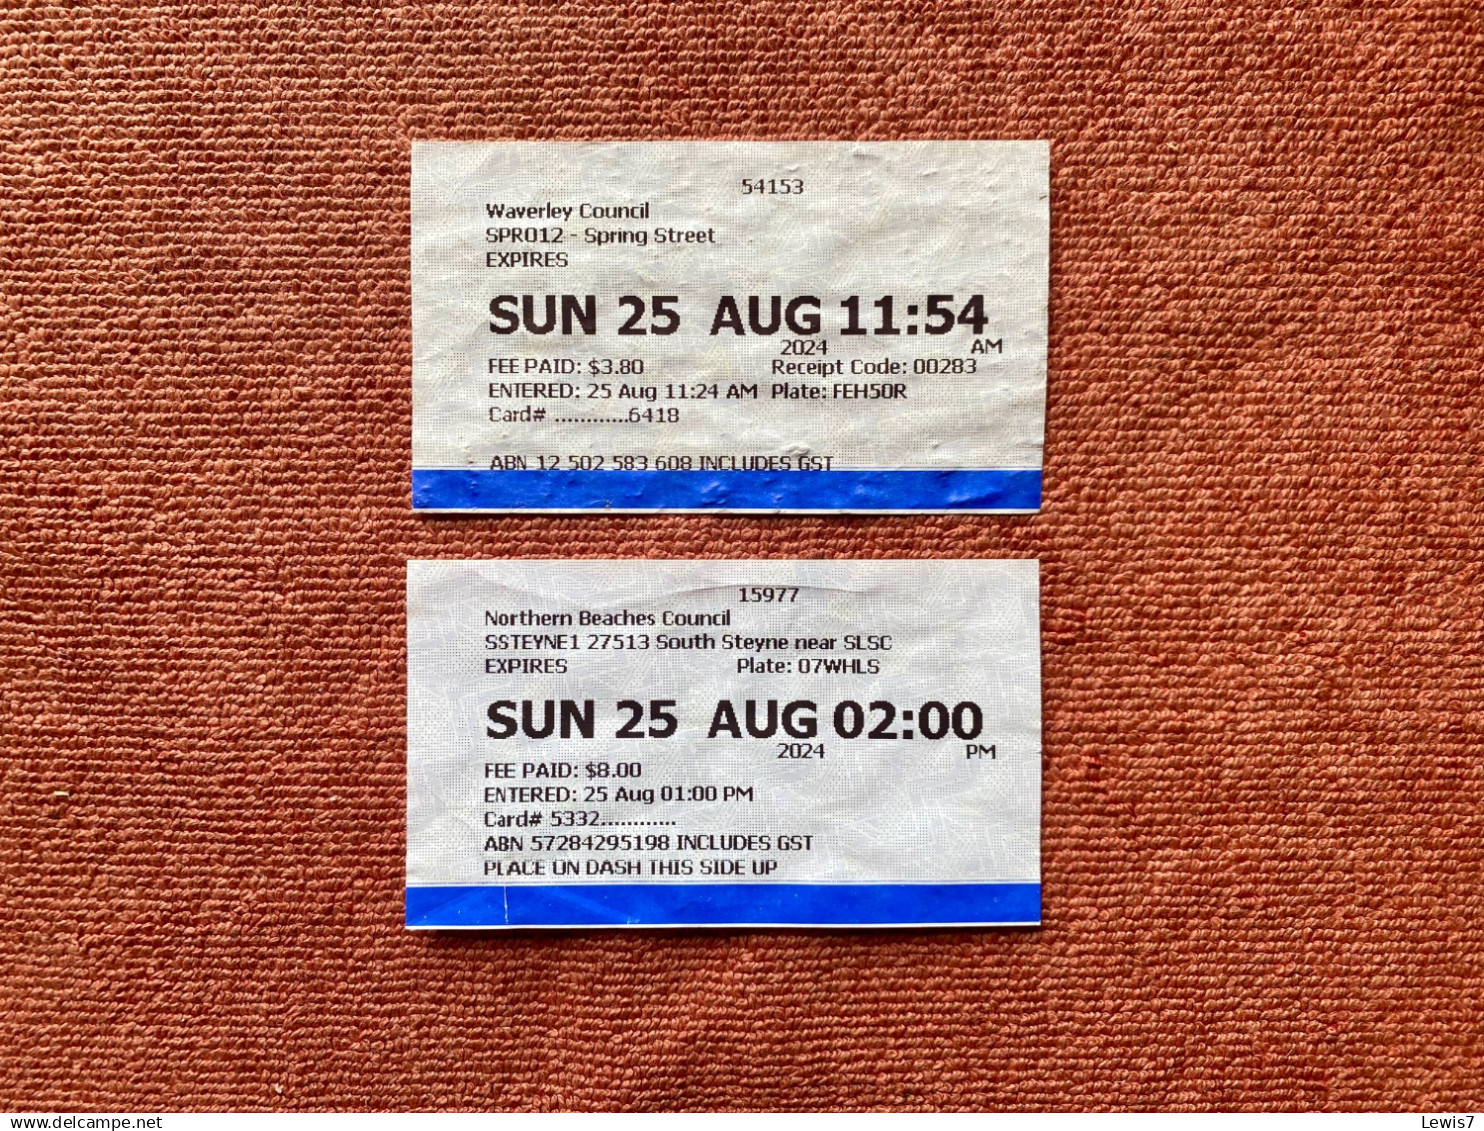 54153
Waverley Council
SPR012 - Spring Street
EXPIRES
SUN 25 AUG 11:54
2024 AM
FEE PAID: $3.80 Receipt Code: 00283
ENTERED: 25 Aug 11:24 AM Plate: FEH50R
Card# ............6418
ABN 12 502 583 608 INCLUDES GST
15977
Northern Beaches Council
SSTEYNE1 27513 South Steyne near SLSC
EXPIRES Plate: 07WHLS
SUN 25 AUG 02:00
2024 PM
FEE PAID: $8.00
ENTERED: 25 Aug 01:00 PM
Card# 5332............
ABN 57284295198 INCLUDES GST
PLACE ON DASH THIS SIDE UP
delcampe.net
Lewis7